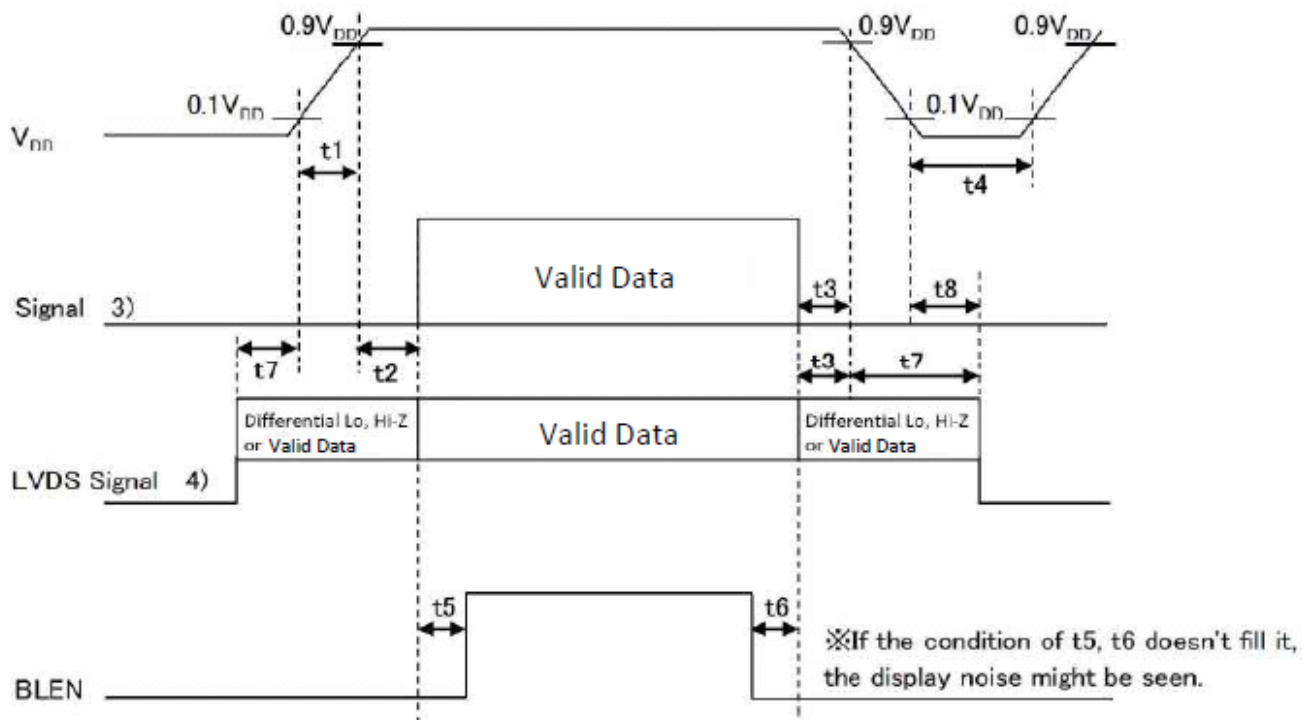 0.9VDD 0.9VDD 0.9VDD
0.1VDD 0.1VDD
VDD
t1
t4
Valid Data
t3 t8
Signal 3)
t7 t2 t3 t7
Differential Lo, Hi-Z
or Valid Data
Valid Data
Differential Lo, Hi-Z
or Valid Data
LVDS Signal 4)
t5 t6
※If the condition of t5, t6 doesn't fill it,
the display noise might be seen.
BLEN